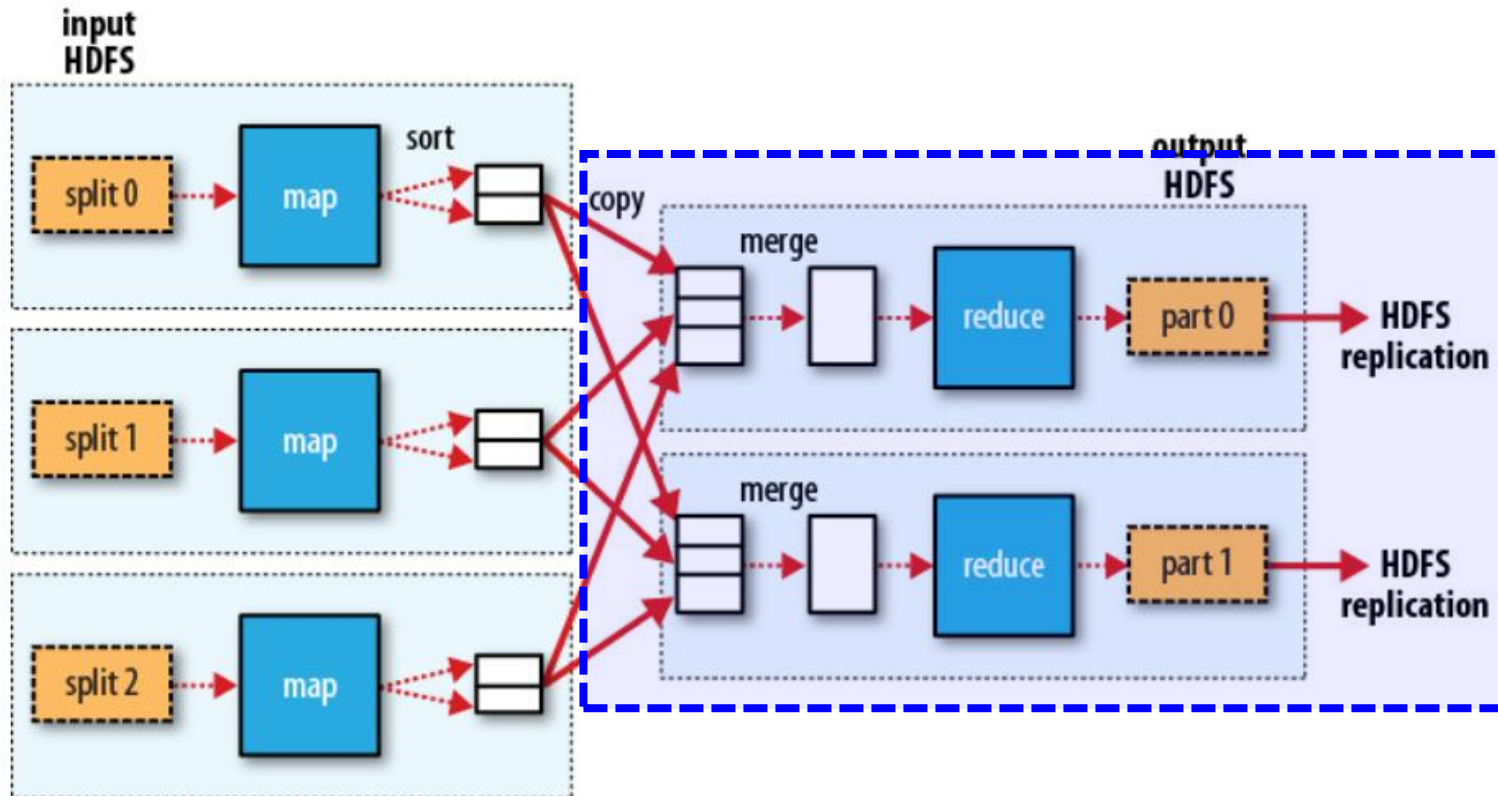 input
HDFS
split 0
map
sort
split 1
map
split 2
map
copy
output
HDFS
merge
reduce
part 0
HDFS
replication
merge
reduce
part 1
HDFS
replication